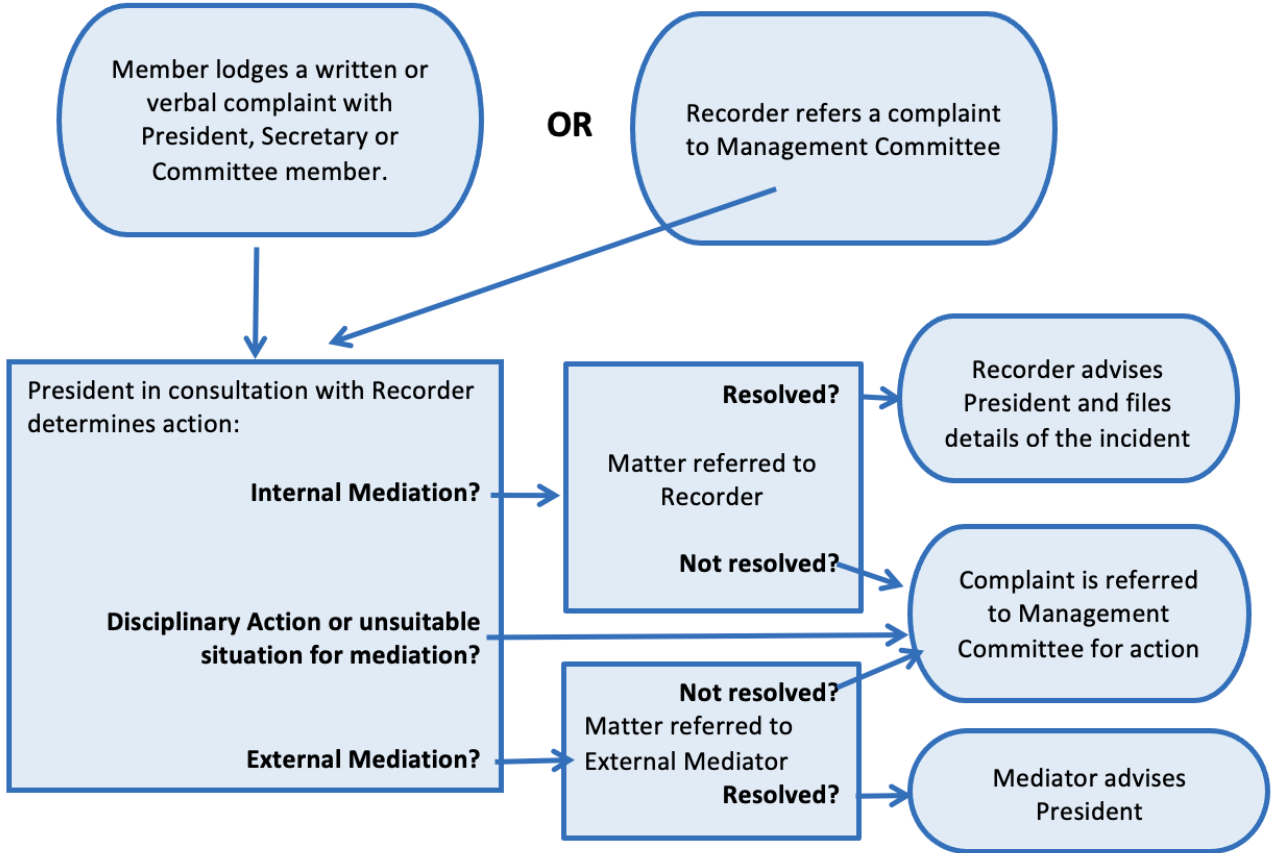 Member lodges a written or
verbal complaint with
President, Secretary or
Committee member.
OR
Recorder refers a complaint
to Management Committee
President in consultation with Recorder
determines action:
Internal Mediation?
Disciplinary Action or unsuitable
situation for mediation?
External Mediation?
Resolved?
Matter referred to
Recorder
Not resolved?
Not resolved?
Matter referred to
External Mediator
Resolved?
Recorder advises
President and files
details of the incident
Complaint is referred
to Management
Committee for action
Mediator advises
President